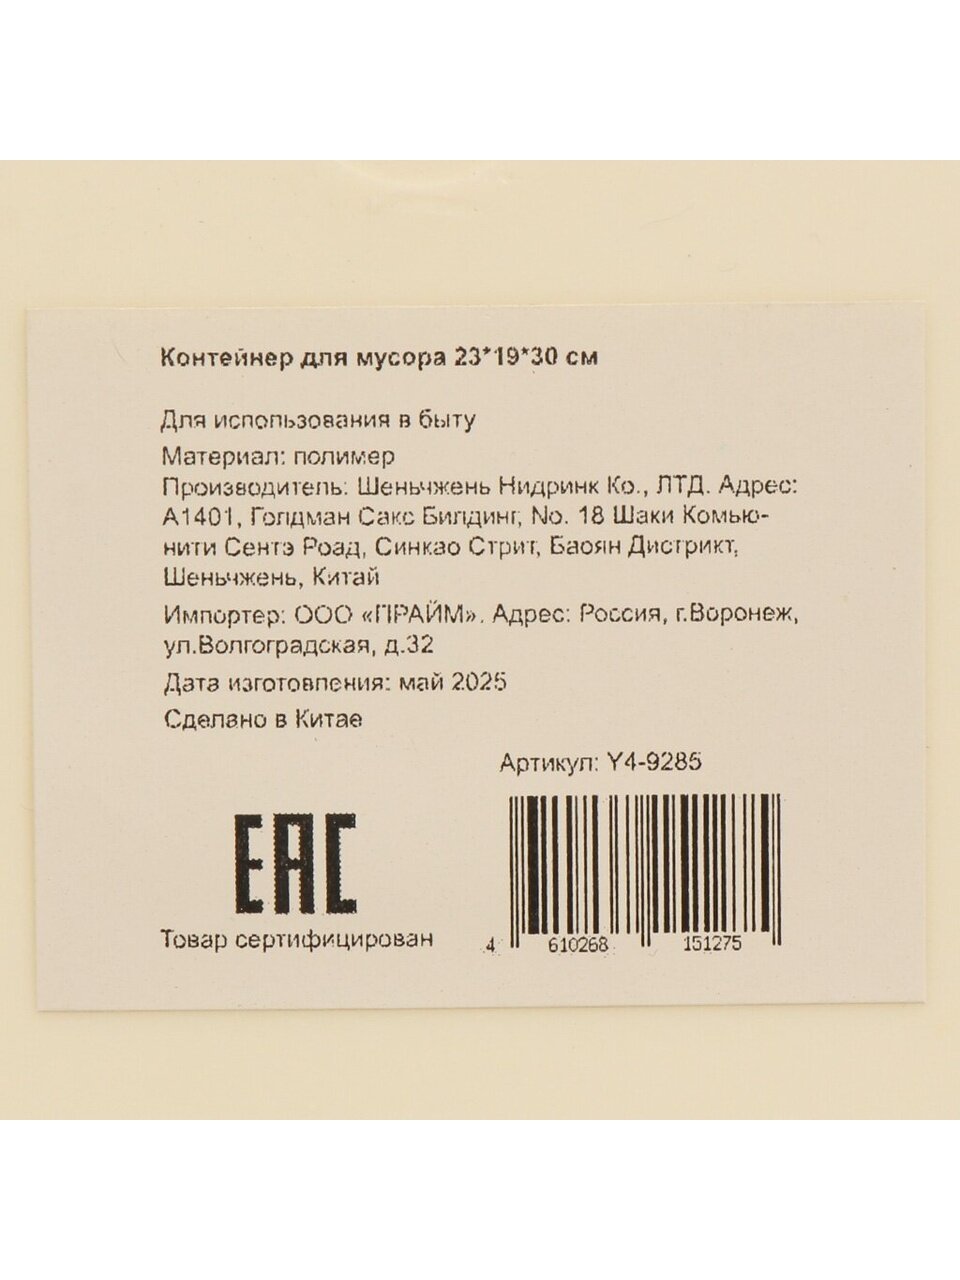 Контейнер для мусора 23*19*30 см
Для использования в быту
Материал: полимер
Производитель: Шеньчжень Нидринк Ко., ЛТД. Адрес:
А1401, Голдман Сакс Билдинг, No. 18 Шаки Комью-
нити Сентэ Роад, Синкао Стрит, Баоян Дистрикт,
Шеньчжень, Китай
Импортер: ООО «ПРАЙМ». Адрес: Россия, г.Воронеж,
ул.Волгоградская, д.32
Дата изготовления: май 2025
Сделано в Китае
Артикул: Y4-9285
EAC
Товар сертифицирован
4 610268 151275